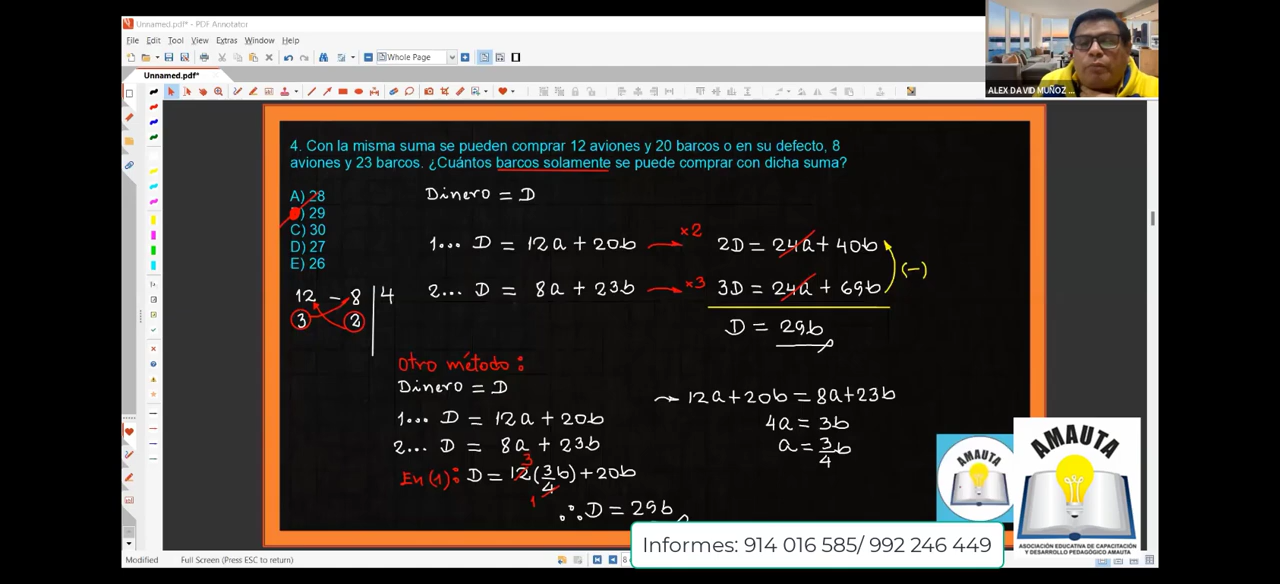 Unnamed.pdf* - PDF Annotator
File Edit Tool View Extras Window Help
Whole Page
Unnamed.pdf*
ALEX DAVID MUÑOZ ...
4. Con la misma suma se pueden comprar 12 aviones y 20 barcos o en su defecto, 8
aviones y 23 barcos. ¿Cuántos barcos solamente se puede comprar con dicha suma?
A) 28
) 29
C) 30
D) 27
E) 26
Dinero = D
1... D = 12a + 20b → ×2 2D = 24a + 40b
2... D = 8a + 23b → ×3 3D = 24a + 69b (−)
D = 29b
12 − 8 | 4
3 2
Otro método:
Dinero = D
1... D = 12a + 20b
2... D = 8a + 23b
En (1): D = 12(3/4 b) + 20b
3
1
∴ D = 29b
→ 12a + 20b = 8a + 23b
4a = 3b
a = 3/4 b
AMAUTA
AMAUTA
ASOCIACIÓN EDUCATIVA DE CAPACITACIÓN
Y DESARROLLO PEDAGÓGICO AMAUTA
Informes: 914 016 585/ 992 246 449
Modified Full Screen (Press ESC to return)
8